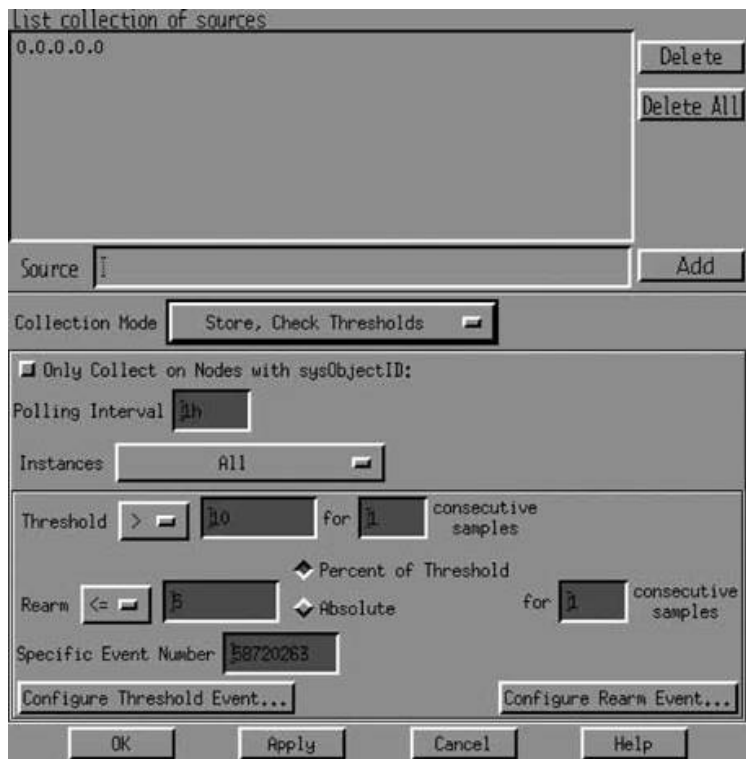 List collection of sources
0.0.0.0.0
Delete
Delete All
Source
Add
Collection Mode Store, Check Thresholds
Only Collect on Nodes with sysObjectID:
Polling Interval 1h
Instances All
Threshold > 10 for 1 consecutive samples
Percent of Threshold
Rearm <= 5 Absolute for 1 consecutive samples
Specific Event Number 58720263
Configure Threshold Event... Configure Rearm Event...
OK Apply Cancel Help